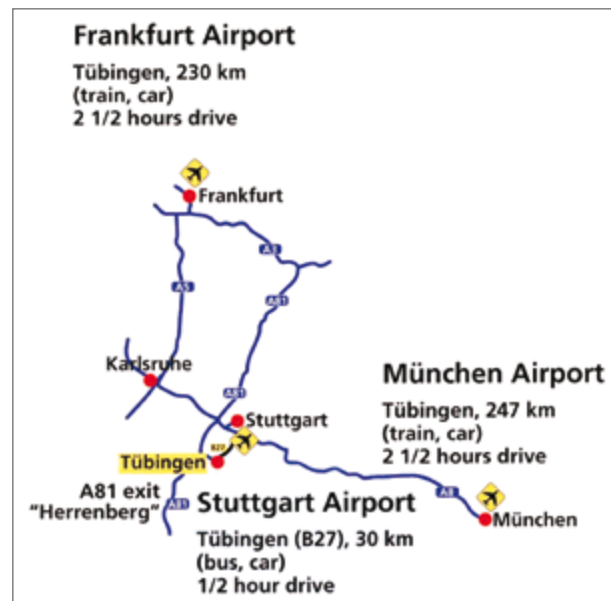 Frankfurt Airport
Tübingen, 230 km
(train, car)
2 1/2 hours drive
Frankfurt
A3
A5
A81
Karlsruhe
A81
München Airport
Tübingen, 247 km
(train, car)
2 1/2 hours drive
Stuttgart
B27
Tübingen
A81 exit
"Herrenberg"
A81
A8
München
Stuttgart Airport
Tübingen (B27), 30 km
(bus, car)
1/2 hour drive